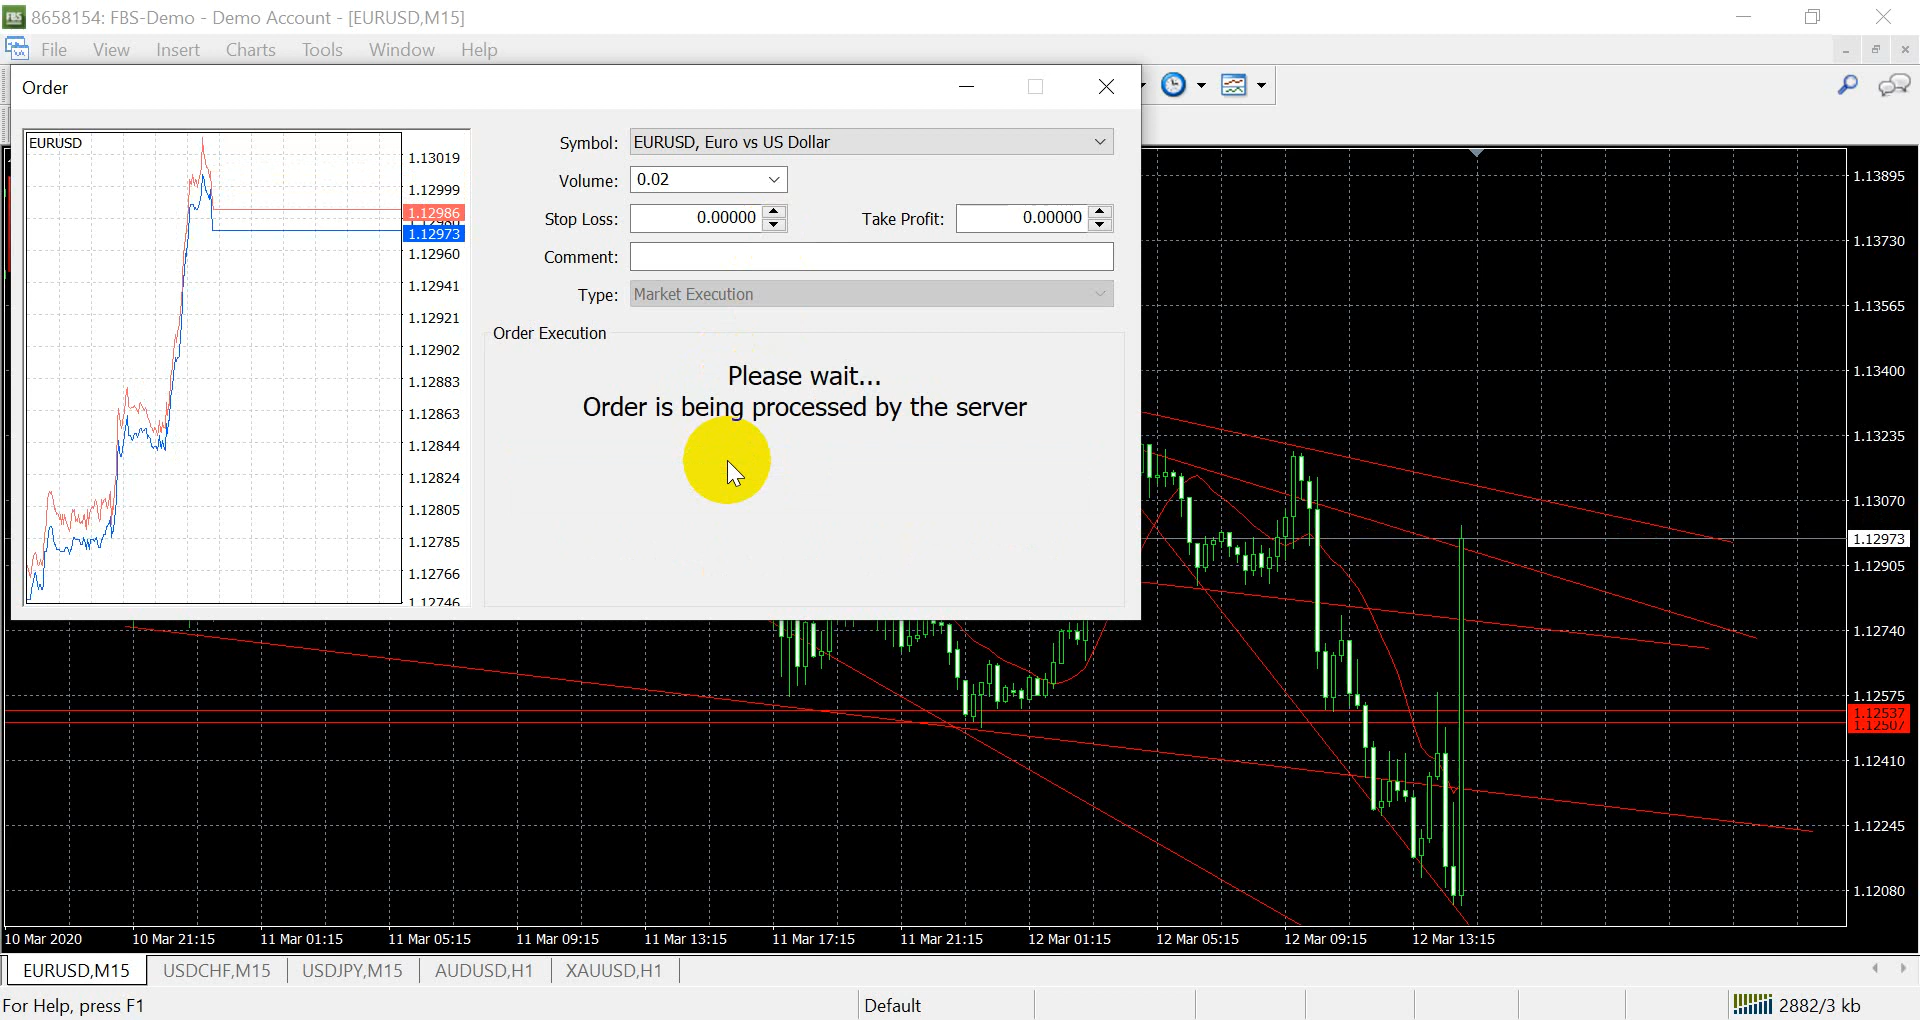 FBS 8658154: FBS-Demo - Demo Account - [EURUSD,M15]
File View Insert Charts Tools Window Help
Order
EURUSD
1.13019
1.12999
1.12986
1.12973
1.12960
1.12941
1.12921
1.12902
1.12883
1.12863
1.12844
1.12824
1.12805
1.12785
1.12766
1.12746
Symbol: EURUSD, Euro vs US Dollar
Volume: 0.02
Stop Loss: 0.00000 Take Profit: 0.00000
Comment:
Type: Market Execution
Order Execution
Please wait...
Order is being processed by the server
1.13895
1.13730
1.13565
1.13400
1.13235
1.13070
1.12973
1.12905
1.12740
1.12575
1.12537
1.12507
1.12410
1.12245
1.12080
10 Mar 2020 10 Mar 21:15 11 Mar 01:15 11 Mar 05:15 11 Mar 09:15 11 Mar 13:15 11 Mar 17:15 11 Mar 21:15 12 Mar 01:15 12 Mar 05:15 12 Mar 09:15 12 Mar 13:15
EURUSD,M15 USDCHF,M15 USDJPY,M15 AUDUSD,H1 XAUUSD,H1
For Help, press F1 Default 2882/3 kb